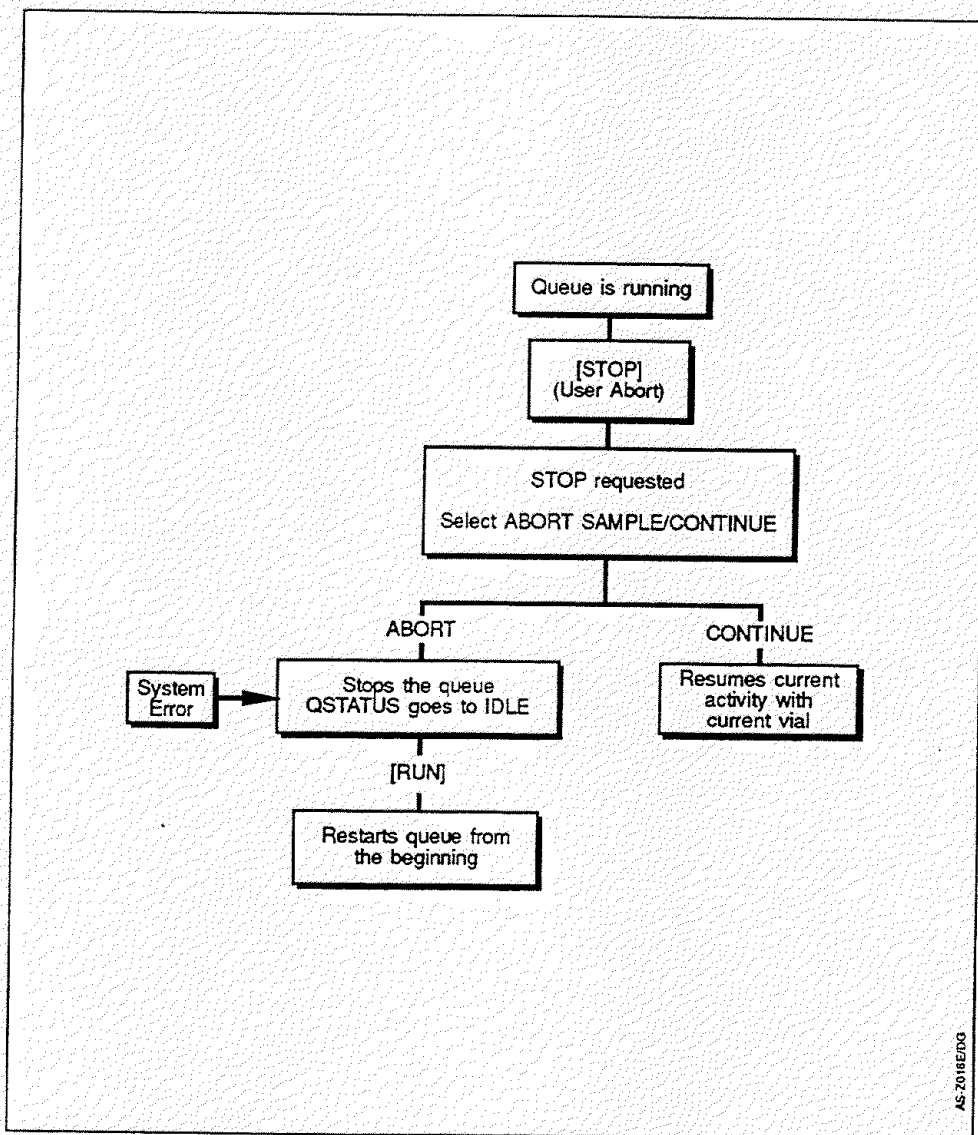 Queue is running
[STOP]
(User Abort)
STOP requested
Select ABORT SAMPLE/CONTINUE
ABORT
CONTINUE
System
Error
Stops the queue
QSTATUS goes to IDLE
Resumes current
activity with
current vial
[RUN]
Restarts queue from
the beginning
AS-Z016E/DG